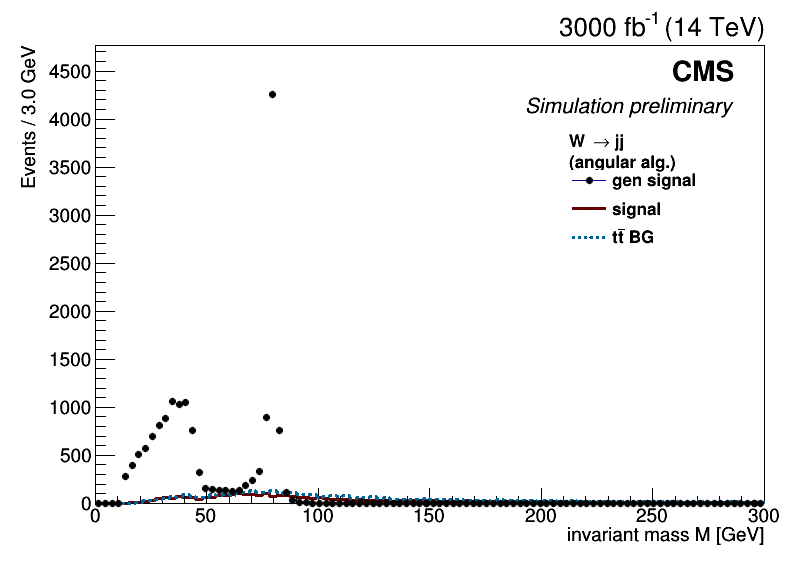 3000 fb-1 (14 TeV)
Events / 3.0 GeV
CMS
Simulation preliminary
W → jj
(angular alg.)
gen signal
signal
tt̄ BG
4500
4000
3500
3000
2500
2000
1500
1000
500
0
0 50 100 150 200 250 300
invariant mass M [GeV]